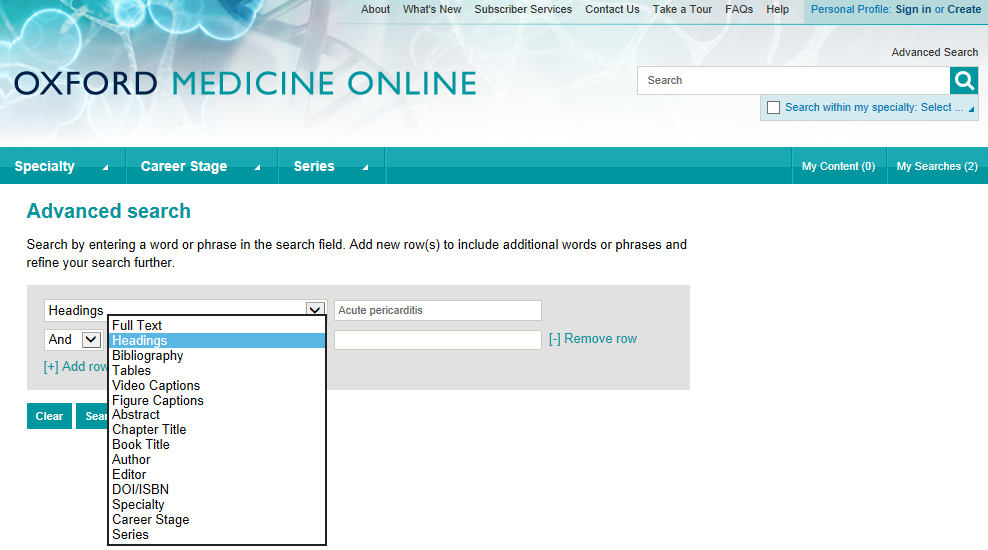 About What's New Subscriber Services Contact Us Take a Tour FAQs Help Personal Profile: Sign in or Create
Advanced Search
OXFORD MEDICINE ONLINE
Search
Search within my specialty: Select ...
Specialty Career Stage Series My Content (0) My Searches (2)
Advanced search
Search by entering a word or phrase in the search field. Add new row(s) to include additional words or phrases and
refine your search further.
Headings Acute pericarditis
Full Text
And Headings [-] Remove row
Bibliography
[+] Add row Tables
Video Captions
Figure Captions
Clear Abstract
Chapter Title
Book Title
Author
Editor
DOI/ISBN
Specialty
Career Stage
Series